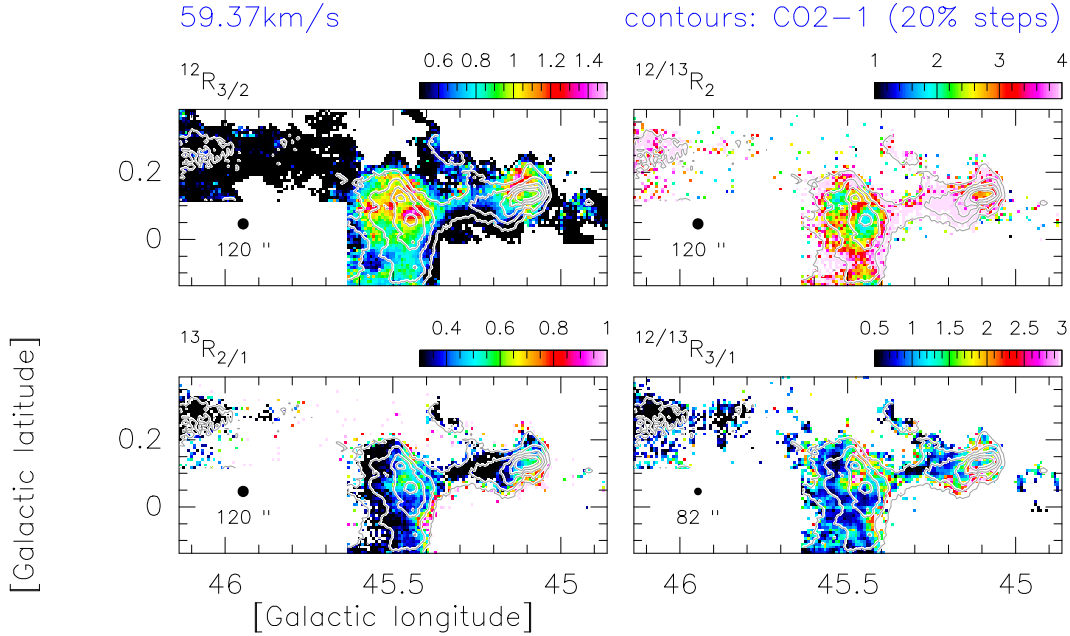 59.37km/s contours: CO2-1 (20% steps)
12R3/2 0.6 0.8 1 1.2 1.4
12/13R2 1 2 3 4
0.2
0
120 "
120 "
13R2/1 0.4 0.6 0.8 1
12/13R3/1 0.5 1 1.5 2 2.5 3
0.2
0
120 "
82 "
46 45.5 45 46 45.5 45
[Galactic longitude]
[Galactic latitude]